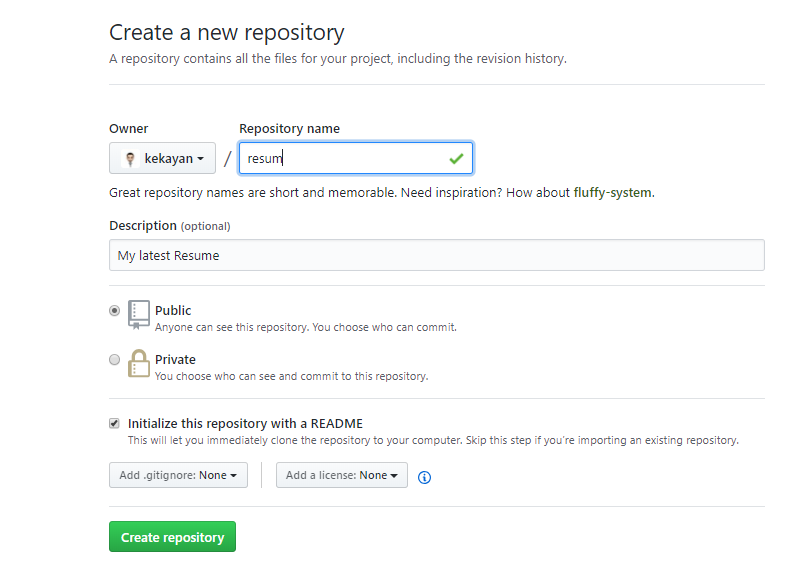 Create a new repository
A repository contains all the files for your project, including the revision history.
Owner Repository name
kekayan / resum
Great repository names are short and memorable. Need inspiration? How about fluffy-system.
Description (optional)
My latest Resume
Public
Anyone can see this repository. You choose who can commit.
Private
You choose who can see and commit to this repository.
Initialize this repository with a README
This will let you immediately clone the repository to your computer. Skip this step if you're importing an existing repository.
Add .gitignore: None Add a license: None
Create repository